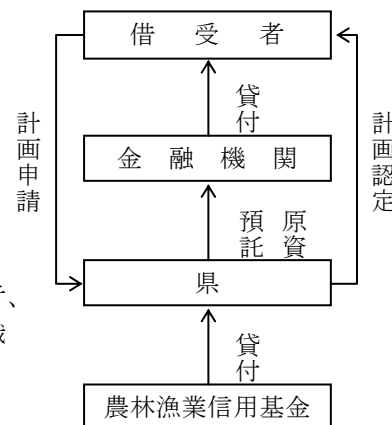 借受者
貸付
計画申請
計画認定
金融機関
原資
預託
県
貸付
農林漁業信用基金